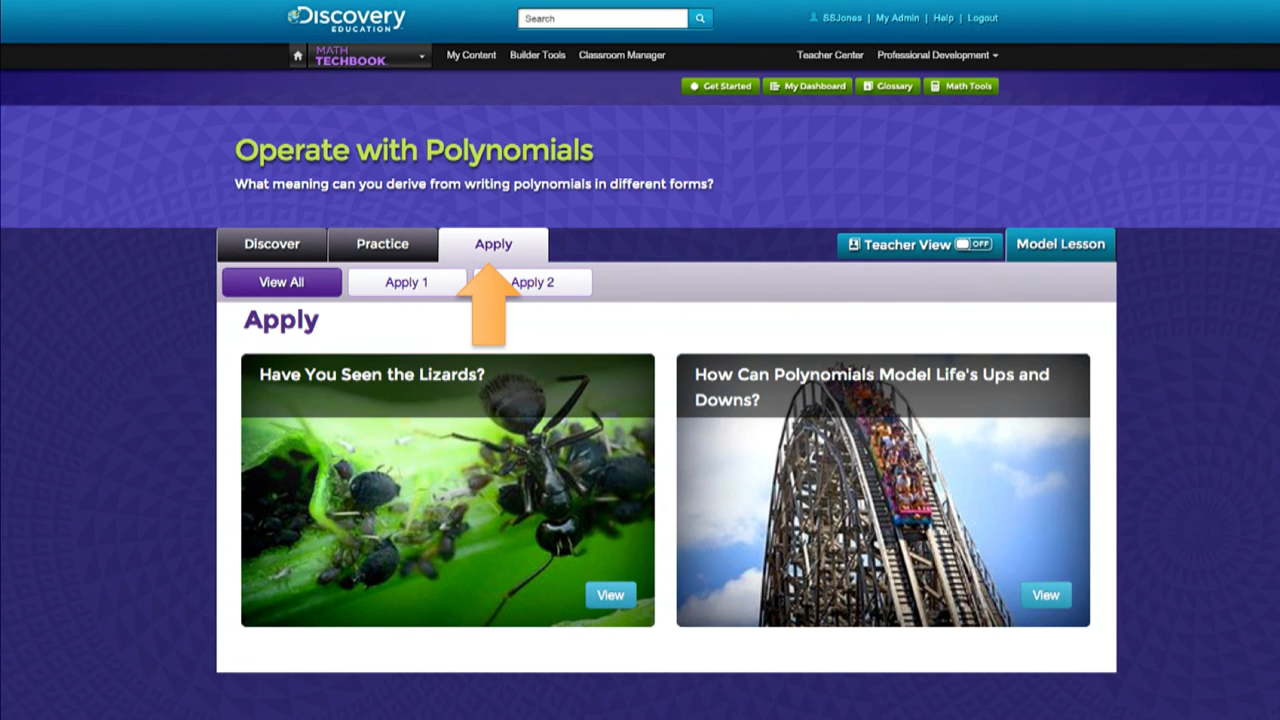 Discovery
EDUCATION
Search
SSJones | My Admin | Help | Logout
MATH
TECHBOOK
My Content Builder Tools Classroom Manager Teacher Center Professional Development
Get Started My Dashboard Glossary Math Tools
Operate with Polynomials
What meaning can you derive from writing polynomials in different forms?
Discover Practice Apply Teacher View OFF Model Lesson
View All Apply 1 Apply 2
Apply
Have You Seen the Lizards?
View
How Can Polynomials Model Life's Ups and
Downs?
View